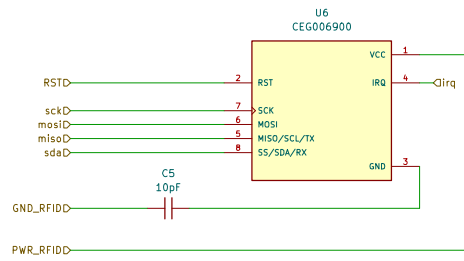 U6
CEG006900
VCC 1
RST 2 RST IRQ 4 irq
sck 7 SCK
mosi 6 MOSI
miso 5 MISO/SCL/TX
sda 8 SS/SDA/RX
GND 3
C5
10pF
GND_RFID
PWR_RFID